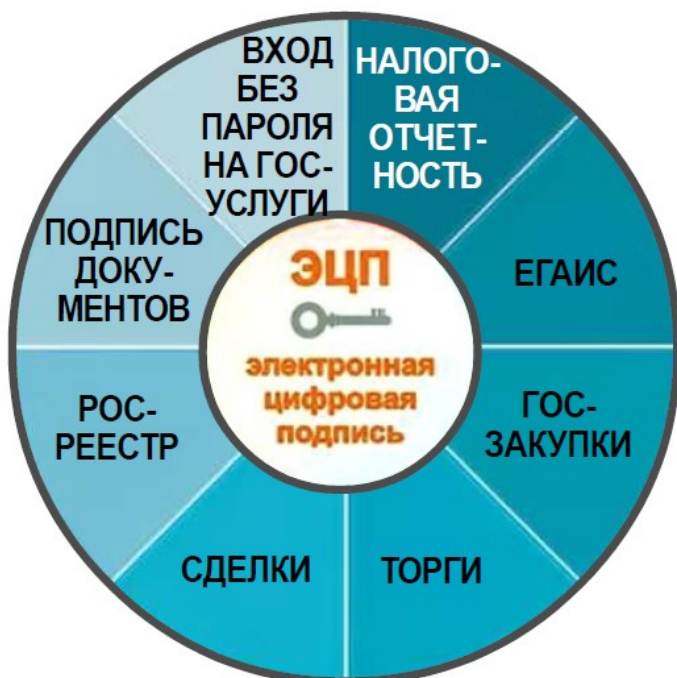 ВХОД
БЕЗ
ПАРОЛЯ
НА ГОС-
УСЛУГИ
НАЛОГО-
ВАЯ
ОТЧЕТ-
НОСТЬ
ЕГАИС
ГОС-
ЗАКУПКИ
ТОРГИ
СДЕЛКИ
РОС-
РЕЕСТР
ПОДПИСЬ
ДОКУ-
МЕНТОВ
ЭЦП
электронная
цифровая
подпись